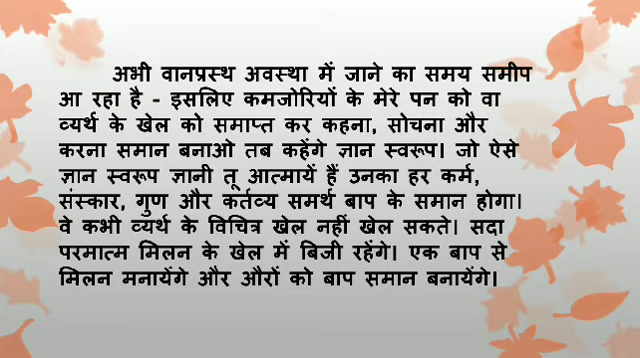 अभी वानप्रस्थ अवस्था में जाने का समय समीप
आ रहा है - इसलिए कमजोरियों के मेरे पन को वा
व्यर्थ के खेल को समाप्त कर कहना, सोचना और
करना समान बनाओ तब कहेंगे ज्ञान स्वरूप। जो ऐसे
ज्ञान स्वरूप ज्ञानी तू आत्मायें हैं उनका हर कर्म,
संस्कार, गुण और कर्तव्य समर्थ बाप के समान होगा।
वे कभी व्यर्थ के विचित्र खेल नहीं खेल सकते। सदा
परमात्म मिलन के खेल में बिजी रहेंगे। एक बाप से
मिलन मनायेंगे और औरों को बाप समान बनायेंगे।